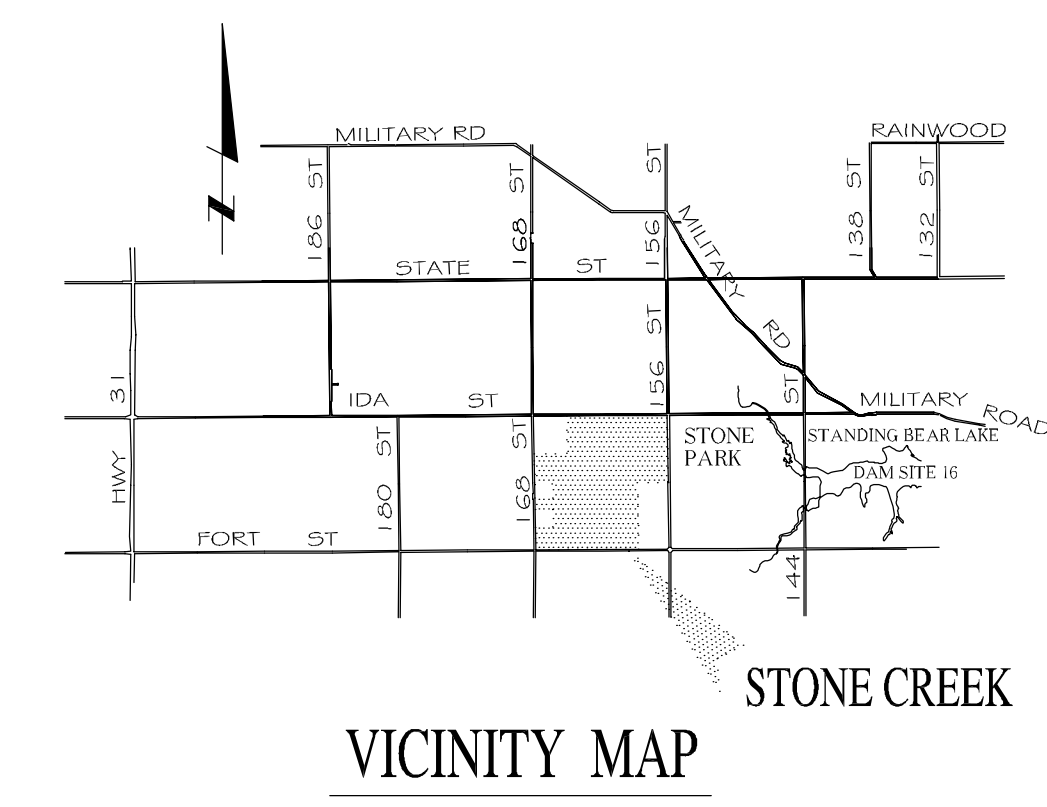 MILITARY RD
RAINWOOD
186 ST
168 ST
156 ST
138 ST
132 ST
N
MILITARY RD
STATE ST
HWY 31
IDA ST
156 ST
ST
MILITARY ROAD
180 ST
168 ST
STONE
PARK
STANDING BEAR LAKE
DAM SITE 16
FORT ST
144
STONE CREEK
VICINITY MAP